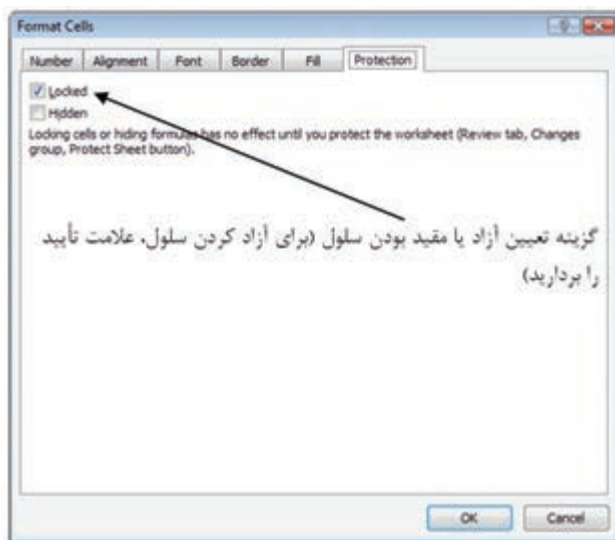 Format Cells
Number Alignment Font Border Fill Protection
Locked
Hidden
Locking cells or hiding formulas has no effect until you protect the worksheet (Review tab, Changes
group, Protect Sheet button).
گزینه تعیین آزاد یا مقید بودن سلول (برای آزاد کردن سلول، علامت تأیید
را بردارید)
OK Cancel